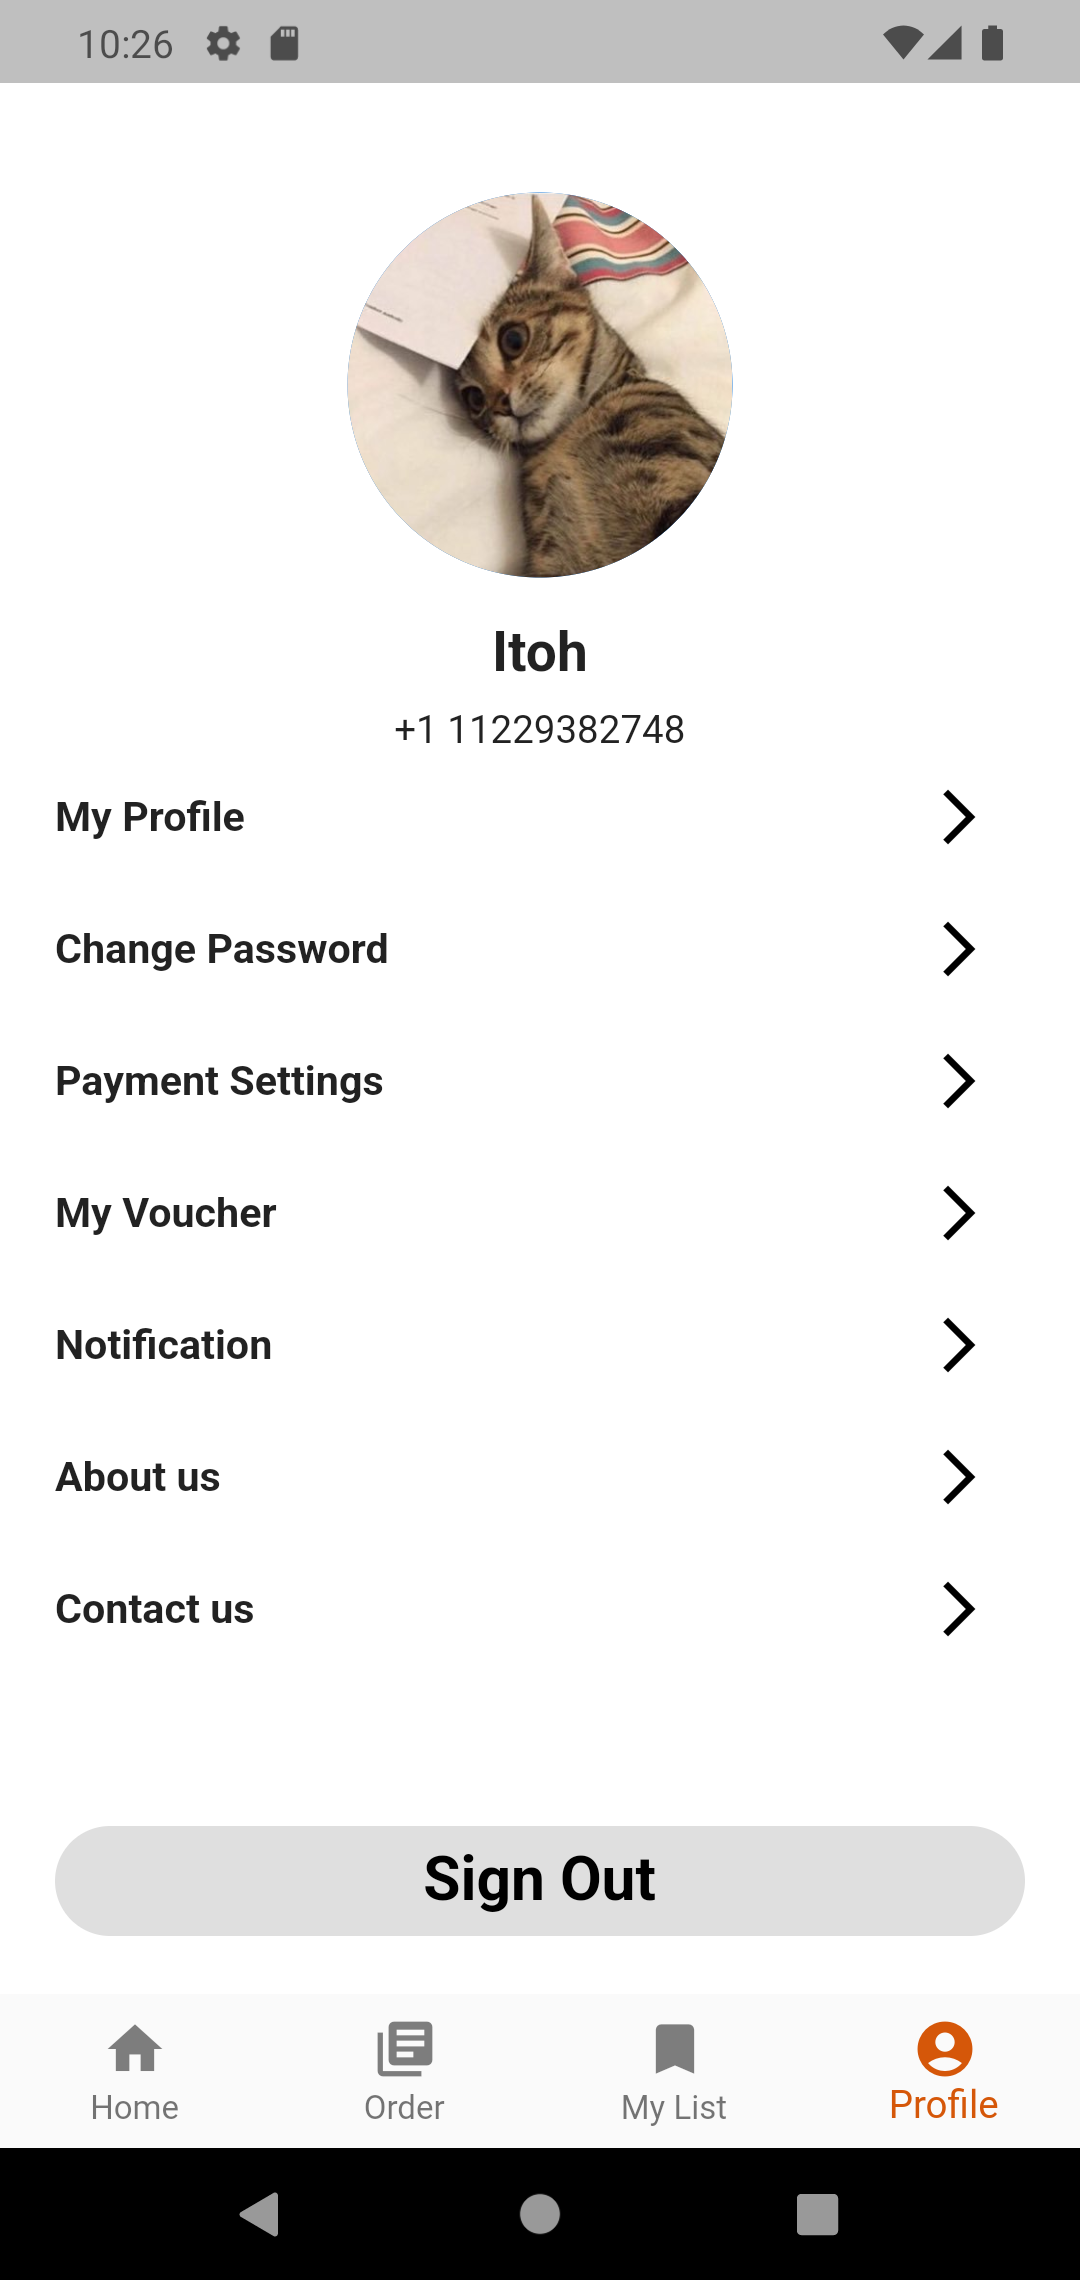 10:26
Itoh
+1 11229382748
My Profile
Change Password
Payment Settings
My Voucher
Notification
About us
Contact us
Sign Out
Home
Order
My List
Profile